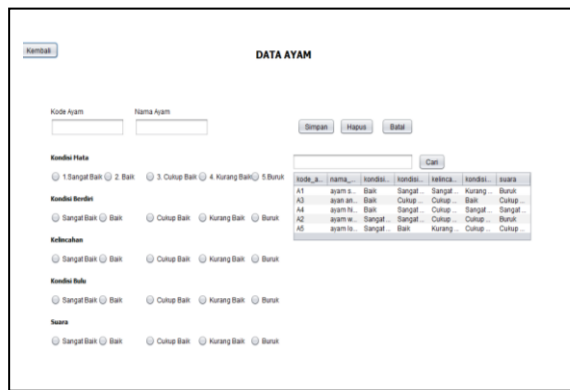 Kembali
DATA AYAM
Kode Ayam
Nama Ayam
Simpan Hapus Batal
Kondisi Mata
Cari
1.Sangat Baik 2. Baik 3. Cukup Baik 4. Kurang Baik 5.Buruk
kode_a... nama_... kondisi... kondisi... kelinca... kondisi... suara
A1 ayam s... Baik Sangat ... Sangat ... Kurang ... Buruk
A3 ayan an... Baik Cukup ... Cukup ... Baik Cukup ...
A4 ayam hi... Baik Sangat ... Cukup ... Sangat ... Sangat ...
A2 ayam w... Sangat ... Sangat ... Cukup ... Cukup ... Buruk
A5 ayam lo... Sangat ... Baik Kurang ... Cukup ... Cukup ...
Kondisi Berdiri
Sangat Baik Baik Cukup Baik Kurang Baik Buruk
Kelincahan
Sangat Baik Baik Cukup Baik Kurang Baik Buruk
Kondisi Bulu
Sangat Baik Baik Cukup Baik Kurang Baik Buruk
Suara
Sangat Baik Baik Cukup Baik Kurang Baik Buruk